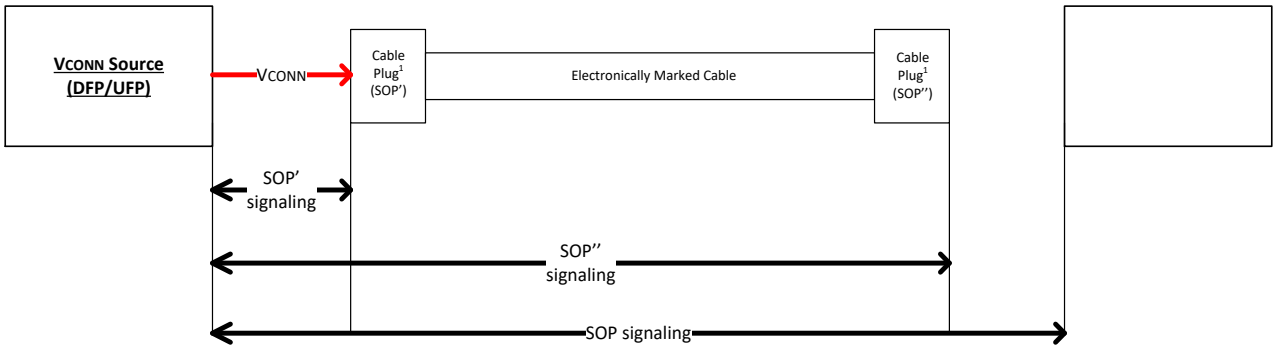 VCONN Source
(DFP/UFP)
VCONN
Cable
Plug¹
(SOP')
Electronically Marked Cable
Cable
Plug¹
(SOP'')
SOP'
signaling
SOP''
signaling
SOP signaling